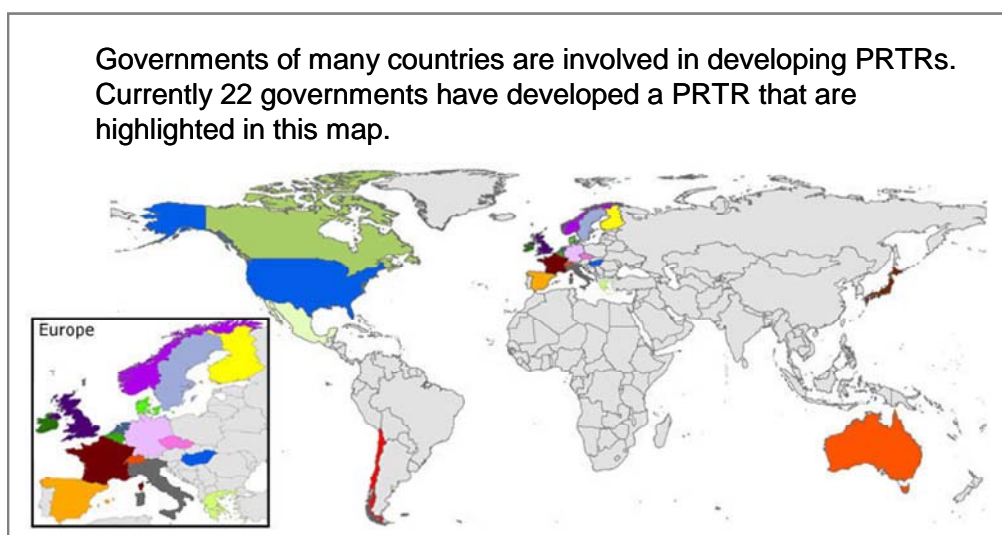 Governments of many countries are involved in developing PRTRs.
Currently 22 governments have developed a PRTR that are
highlighted in this map.
Europe